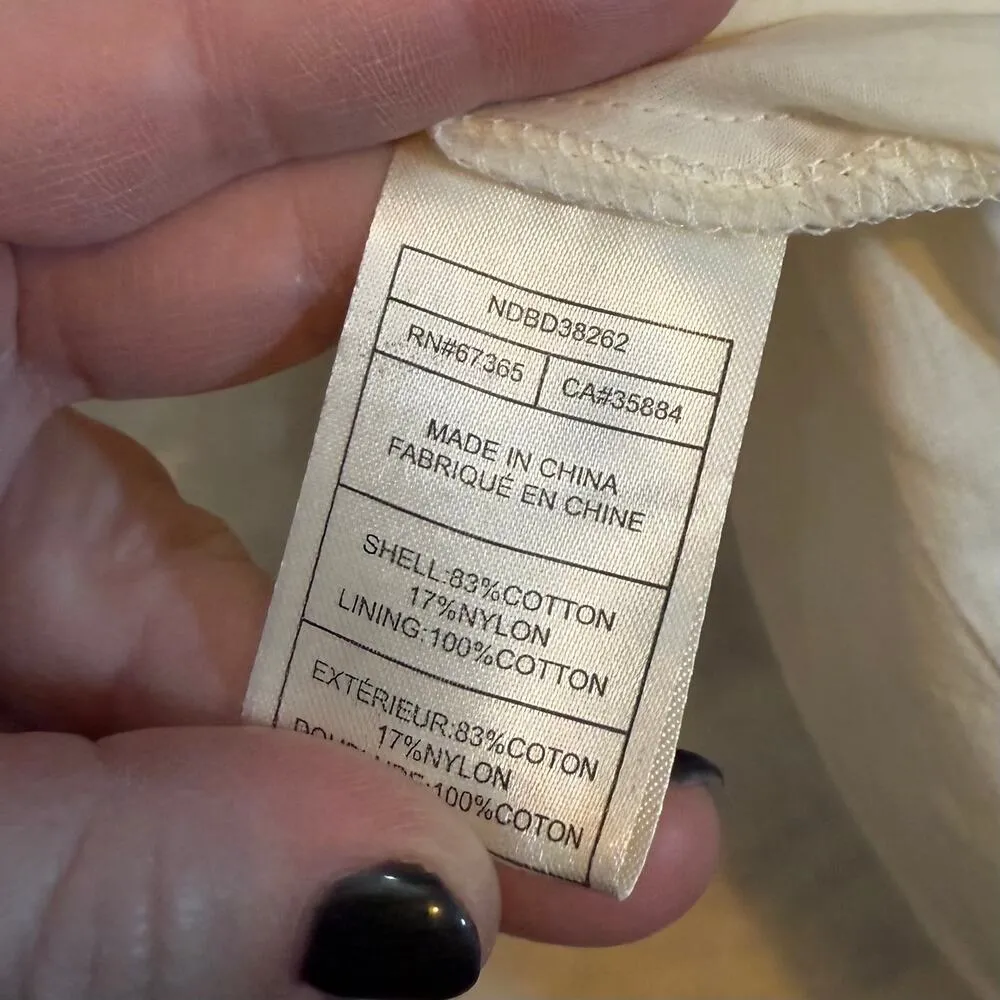 NDBD38262
RN#67365 CA#35884
MADE IN CHINA
FABRIQUÉ EN CHINE
SHELL:83%COTTON
17%NYLON
LINING:100%COTTON
EXTÉRIEUR:83%COTON
17%NYLON
:100%COTON